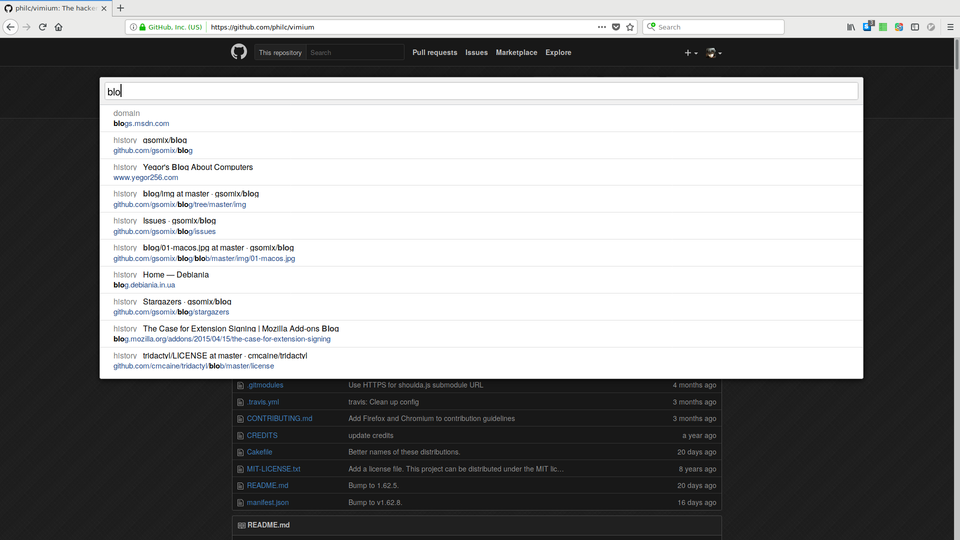 philc/vimium: The hacke
GitHub, Inc. (US)
https://github.com/philc/vimium
Search
This repository
Search
Pull requests
Issues
Marketplace
Explore
blo
domain
blogs.msdn.com
history gsomix/blog
github.com/gsomix/blog
history Yegor's Blog About Computers
www.yegor256.com
history blog/img at master · gsomix/blog
github.com/gsomix/blog/tree/master/img
history Issues · gsomix/blog
github.com/gsomix/blog/issues
history blog/01-macos.jpg at master · gsomix/blog
github.com/gsomix/blog/blob/master/img/01-macos.jpg
history Home — Debiania
blog.debiania.in.ua
history Stargazers · gsomix/blog
github.com/gsomix/blog/stargazers
history The Case for Extension Signing | Mozilla Add-ons Blog
blog.mozilla.org/addons/2015/04/15/the-case-for-extension-signing
history tridactyl/LICENSE at master · cmcaine/tridactyl
github.com/cmcaine/tridactyl/blob/master/license
.gitmodules Use HTTPS for shoulda.js submodule URL 4 months ago
.travis.yml travis: Clean up config 3 months ago
CONTRIBUTING.md Add Firefox and Chromium to contribution guidelines 3 months ago
CREDITS update credits a year ago
Cakefile Better names of these distributions. 20 days ago
MIT-LICENSE.txt Add a license file. This project can be distributed under the MIT lic… 8 years ago
README.md Bump to 1.62.5. 20 days ago
manifest.json Bump to v1.62.8. 16 days ago
README.md